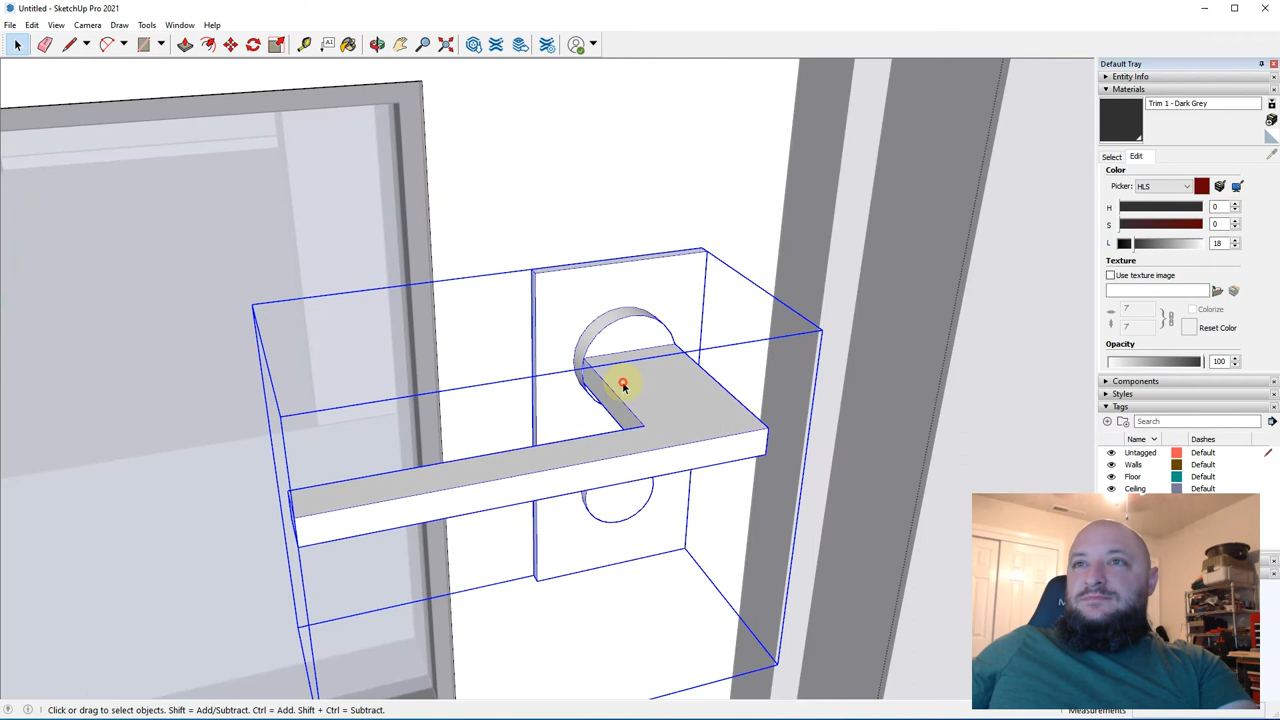 Untitled - SketchUp Pro 2021
File Edit View Camera Draw Tools Window Help
Default Tray
Entity Info
Materials
Trim 1 - Dark Grey
Select Edit
Color
Picker: HLS
H 0
S 0
L 18
Texture
Use texture image
7 Colorize
7 Reset Color
Opacity
100
Components
Styles
Tags
Search
Name Dashes
Untagged Default
Walls Default
Floor Default
Ceiling Default
Click or drag to select objects. Shift = Add/Subtract. Ctrl = Add. Shift + Ctrl = Subtract.
Measurements